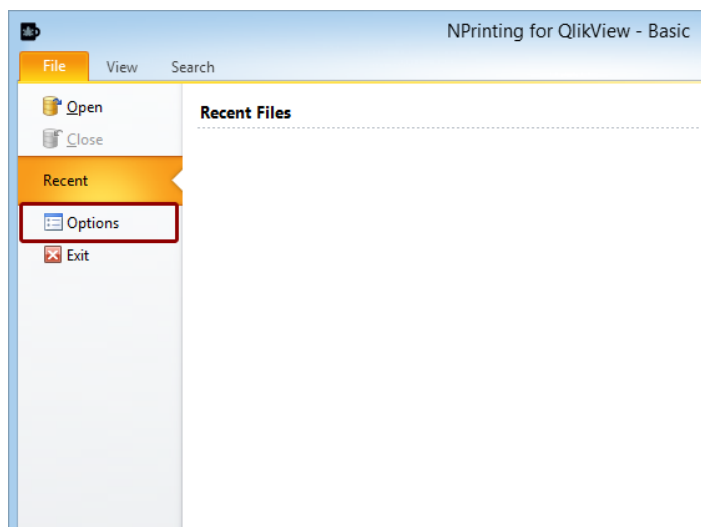 NPrinting for QlikView - Basic
File View Search
Open
Close
Recent
Options
Exit
Recent Files